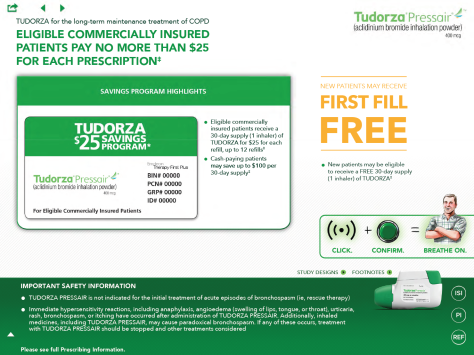 TUDORZA for the long-term maintenance treatment of COPD
ELIGIBLE COMMERCIALLY INSURED
PATIENTS PAY NO MORE THAN $25
FOR EACH PRESCRIPTION‡
Tudorza® Pressair®
(aclidinium bromide inhalation powder)
400 mcg
SAVINGS PROGRAM HIGHLIGHTS
TUDORZA
$25 SAVINGS
PROGRAM*
Therapy First Plus
Tudorza® Pressair®
(aclidinium bromide inhalation powder)
400 mcg
BIN# 00000
PCN# 00000
GRP# 00000
ID# 00000
For Eligible Commercially Insured Patients
• Eligible commercially
insured patients receive a
30-day supply (1 inhaler) of
TUDORZA for $25 for each
refill, up to 12 refills‡
• Cash-paying patients
may save up to $100 per
30-day supply‡
NEW PATIENTS MAY RECEIVE
FIRST FILL
FREE
• New patients may be eligible
to receive a FREE 30-day supply
(1 inhaler) of TUDORZA‡
+
=
CLICK.
CONFIRM.
BREATHE ON.
STUDY DESIGNS
FOOTNOTES
IMPORTANT SAFETY INFORMATION
• TUDORZA PRESSAIR is not indicated for the initial treatment of acute episodes of bronchospasm (ie, rescue therapy)
• Immediate hypersensitivity reactions, including anaphylaxis, angioedema (swelling of lips, tongue, or throat), urticaria,
rash, bronchospasm, or itching have occurred after administration of TUDORZA PRESSAIR. Additionally, inhaled
medicines, including TUDORZA PRESSAIR, may cause paradoxical bronchospasm. If any of these occurs, treatment
with TUDORZA PRESSAIR should be stopped and other treatments considered
Please see full Prescribing Information.
ISI
PI
REF